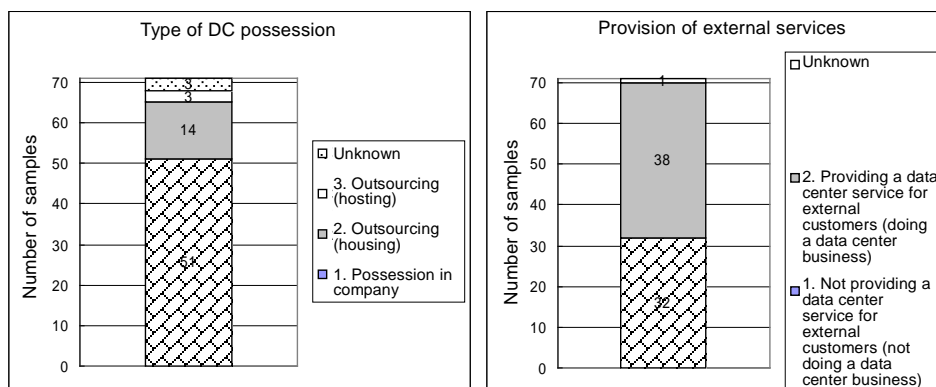 Type of DC possession
Number of samples
70
60
50
40
30
20
10
0
3
3
14
51
Unknown
3. Outsourcing
(hosting)
2. Outsourcing
(housing)
1. Possession in
company
Provision of external services
Number of samples
70
60
50
40
30
20
10
0
1
38
32
Unknown
2. Providing a data
center service for
external
customers (doing
a data center
business)
1. Not providing a
data center
service for
external
customers (not
doing a data
center business)